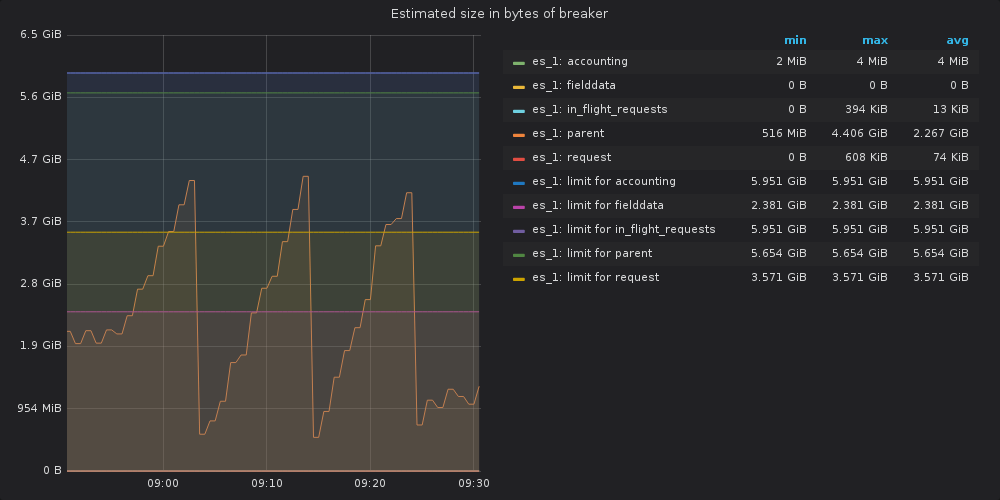 Estimated size in bytes of breaker
6.5 GiB
5.6 GiB
4.7 GiB
3.7 GiB
2.8 GiB
1.9 GiB
954 MiB
0 B
09:00 09:10 09:20 09:30
min max avg
es_1: accounting 2 MiB 4 MiB 4 MiB
es_1: fielddata 0 B 0 B 0 B
es_1: in_flight_requests 0 B 394 KiB 13 KiB
es_1: parent 516 MiB 4.406 GiB 2.267 GiB
es_1: request 0 B 608 KiB 74 KiB
es_1: limit for accounting 5.951 GiB 5.951 GiB 5.951 GiB
es_1: limit for fielddata 2.381 GiB 2.381 GiB 2.381 GiB
es_1: limit for in_flight_requests 5.951 GiB 5.951 GiB 5.951 GiB
es_1: limit for parent 5.654 GiB 5.654 GiB 5.654 GiB
es_1: limit for request 3.571 GiB 3.571 GiB 3.571 GiB